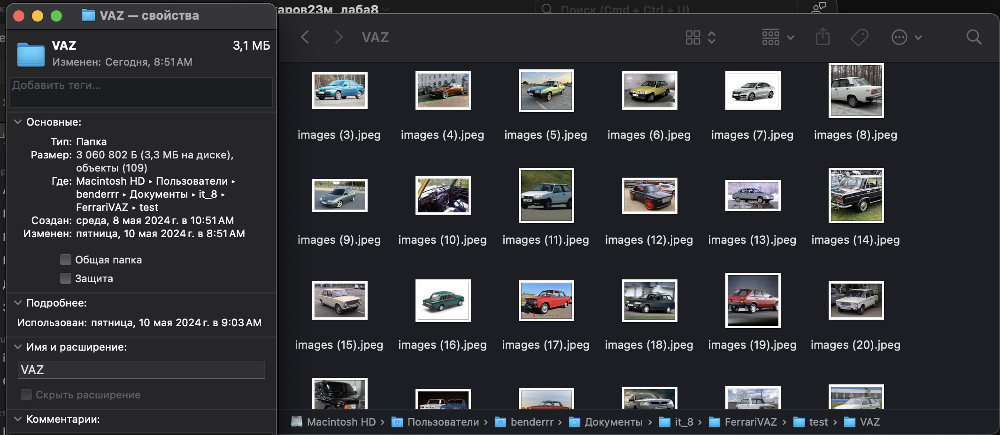 VAZ — свойства
VAZ
3,1 МБ
Изменен: Сегодня, 8:51 AM
Добавить теги...
Основные:
Тип: Папка
Размер: 3 060 802 Б (3,3 МБ на диске),
объекты (109)
Где: Macintosh HD ▸ Пользователи ▸
benderrr ▸ Документы ▸ it_8 ▸
FerrariVAZ ▸ test
Создан: среда, 8 мая 2024 г. в 10:51 AM
Изменен: пятница, 10 мая 2024 г. в 8:51 AM
Общая папка
Защита
Подробнее:
Использован: пятница, 10 мая 2024 г. в 9:03 AM
Имя и расширение:
VAZ
Скрыть расширение
Комментарии:
лаба8
Поиск (Cmd + Ctrl + U)
VAZ
images (3).jpeg
images (4).jpeg
images (5).jpeg
images (6).jpeg
images (7).jpeg
images (8).jpeg
images (9).jpeg
images (10).jpeg
images (11).jpeg
images (12).jpeg
images (13).jpeg
images (14).jpeg
images (15).jpeg
images (16).jpeg
images (17).jpeg
images (18).jpeg
images (19).jpeg
images (20).jpeg
Macintosh HD › Пользователи › benderrr › Документы › it_8 › FerrariVAZ › test › VAZ